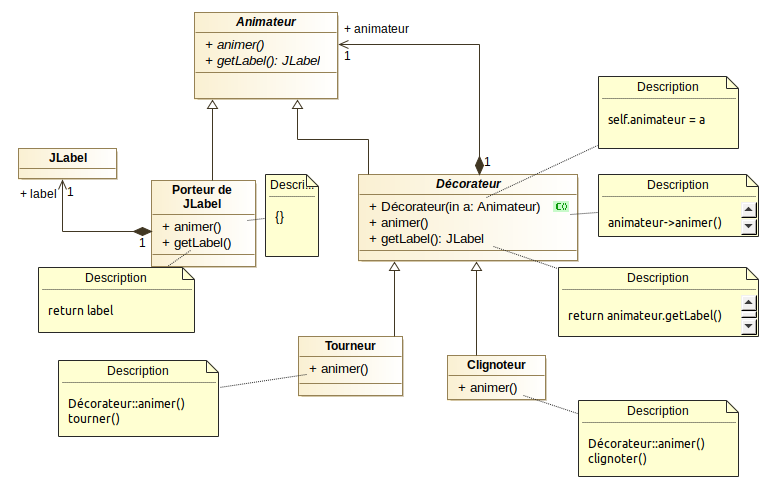 Animateur
+ animer()
+ getLabel(): JLabel
+ animateur
1
1
Description
self.animateur = a
JLabel
+ label
1
1
Porteur de
JLabel
+ animer()
+ getLabel()
Descri...
{}
Décorateur
+ Décorateur(in a: Animateur)
+ animer()
+ getLabel(): JLabel
Description
animateur->animer()
Description
return label
Description
return animateur.getLabel()
Tourneur
+ animer()
Clignoteur
+ animer()
Description
Décorateur::animer()
tourner()
Description
Décorateur::animer()
clignoter()